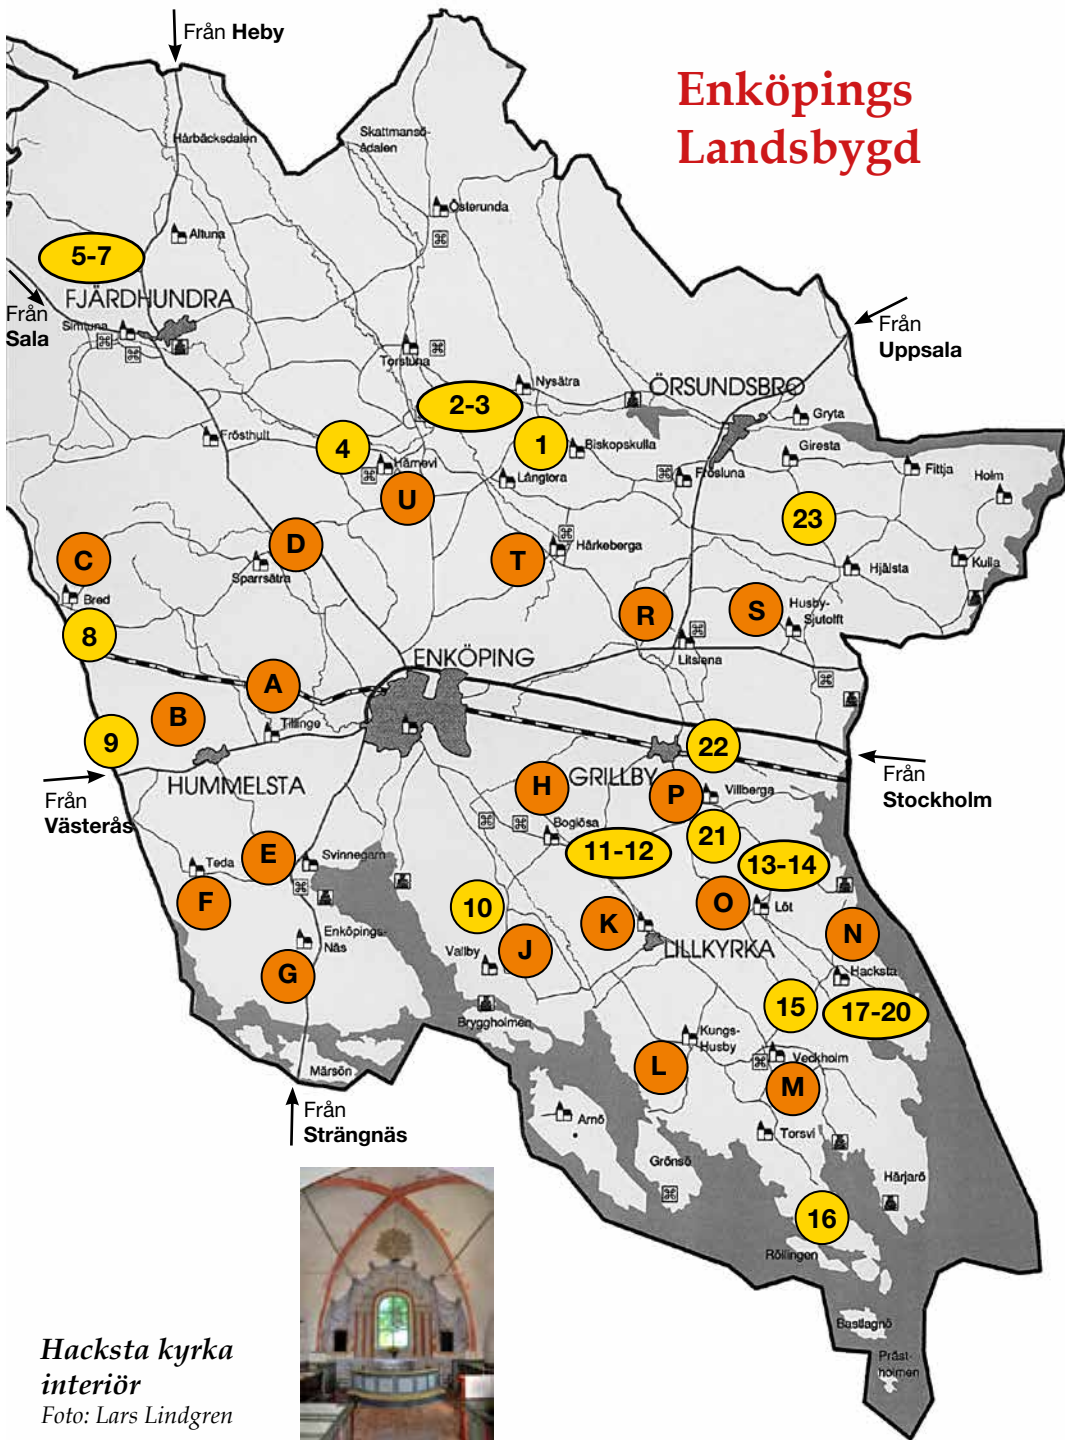 Från Heby
Enköpings
Landsbygd
Hårbäcksdalen
Skattmansö-
ådalen
Österunda
Altuna
5-7
FJÄRDHUNDRA
Från
Sala
Simtuna
Från
Uppsala
Torstuna
Nysätra
ÖRSUNDSBRO
2-3
Gryta
Frösthult
4
1
Biskopskulla
Giresta
Härnevi
Långtora
Frösluna
Fittja
Holm
U
23
C
D
T
Härkeberga
Sparrsätra
Hjälsta
Kulla
Bred
R
S
Husby-
Sjutolft
8
Litslena
ENKÖPING
A
B
Tillinge
9
22
HUMMELSTA
Från
Västerås
H
GRILLBY
P
Villberga
Från
Stockholm
Boglösa
21
11-12
13-14
E
Svinnegarn
Teda
F
10
K
O
Löt
N
Enköpings-
Näs
J
LILLKYRKA
Vallby
G
Hacksta
15
17-20
Bryggholmen
Kungs-
Husby
Veckholm
L
M
Märsön
Från
Strängnäs
Arnö
Torsvi
Grönsö
Härjarö
16
Röllingen
Bastlagnö
Präst-
holmen
Hacksta kyrka
interiör
Foto: Lars Lindgren